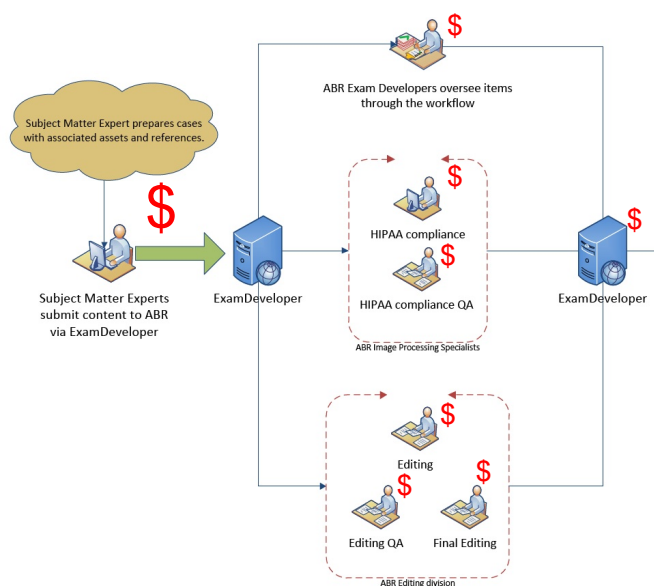 $
ABR Exam Developers oversee items
through the workflow
Subject Matter Expert prepares cases
with associated assets and references.
$
$
HIPAA compliance
$
HIPAA compliance QA
ABR Image Processing Specialists
$
ExamDeveloper
ExamDeveloper
Subject Matter Experts
submit content to ABR
via ExamDeveloper
$
Editing
$
Editing QA
$
Final Editing
ABR Editing division